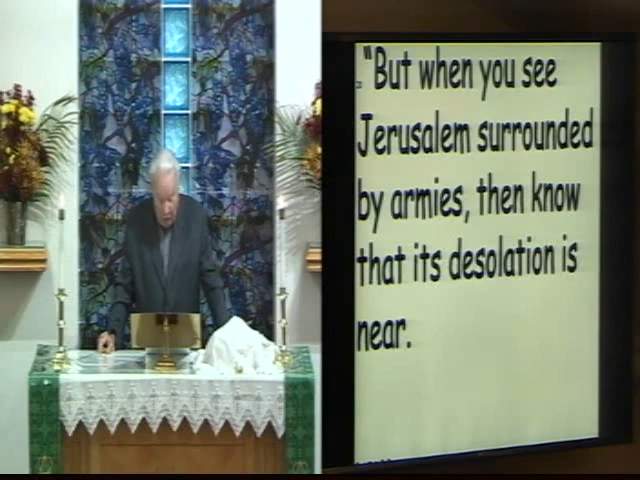 “But when you see
Jerusalem surrounded
by armies, then know
that its desolation is
near.